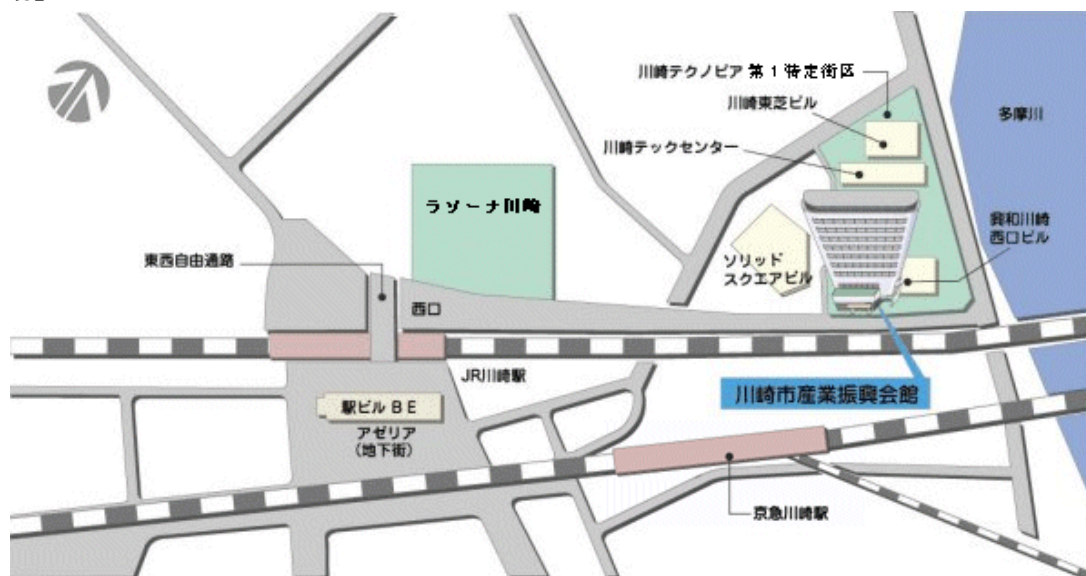 川崎テクノピア 第１特定街区
川崎東芝ビル
多摩川
川崎テックセンター
ラゾーナ川崎
興和川崎
西口ビル
東西自由通路
ソリッド
スクエアビル
西口
JR川崎駅
川崎市産業振興会館
駅ビル BE
アゼリア
(地下街)
京急川崎駅